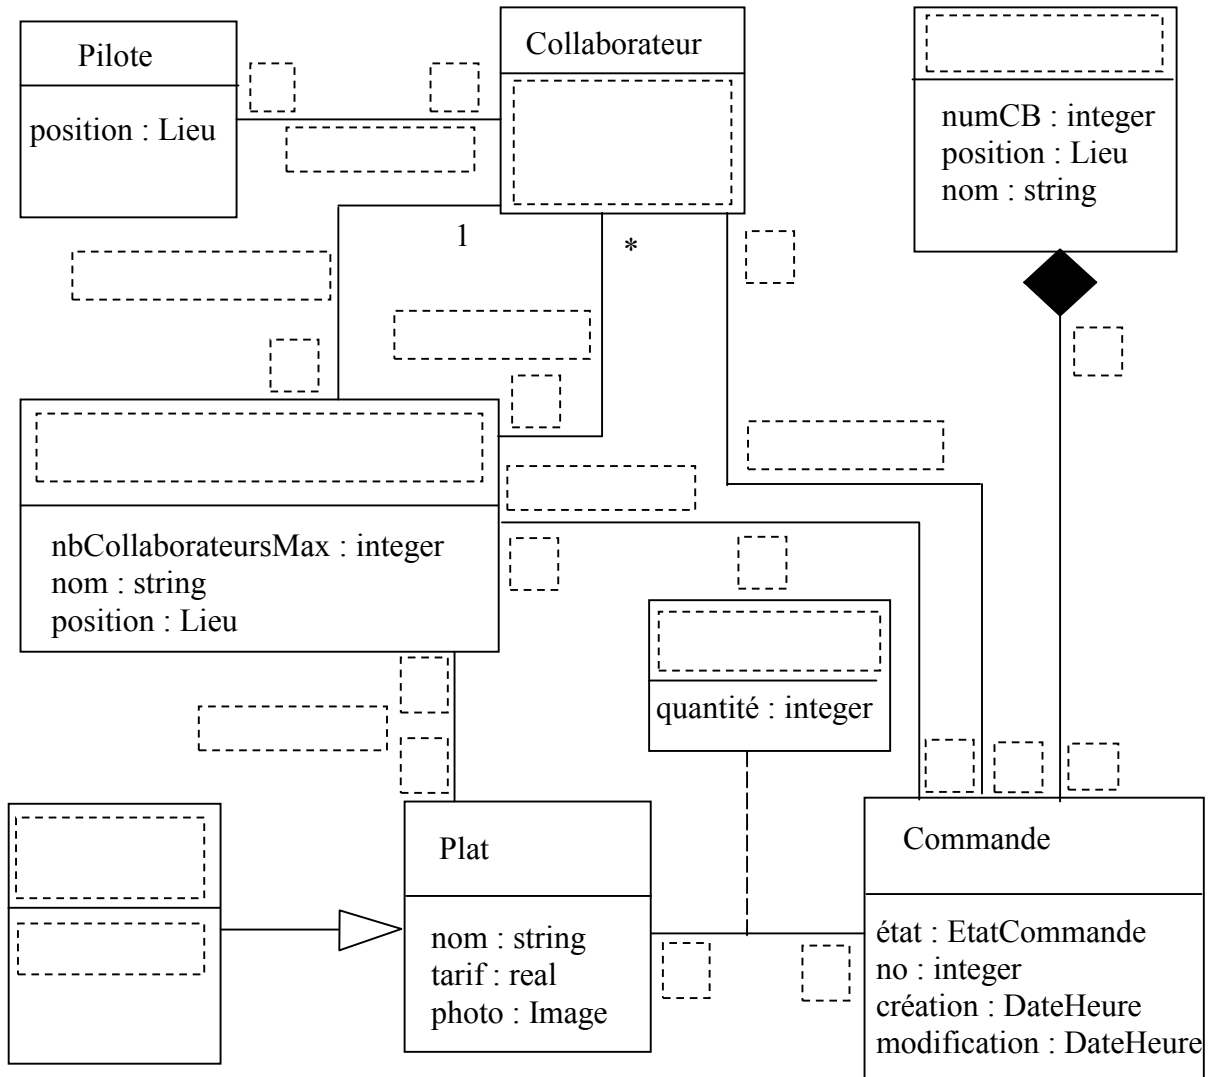 Pilote
position : Lieu
Collaborateur
numCB : integer
position : Lieu
nom : string
1
*
nbCollaborateursMax : integer
nom : string
position : Lieu
quantité : integer
Plat
nom : string
tarif : real
photo : Image
Commande
état : EtatCommande
no : integer
création : DateHeure
modification : DateHeure